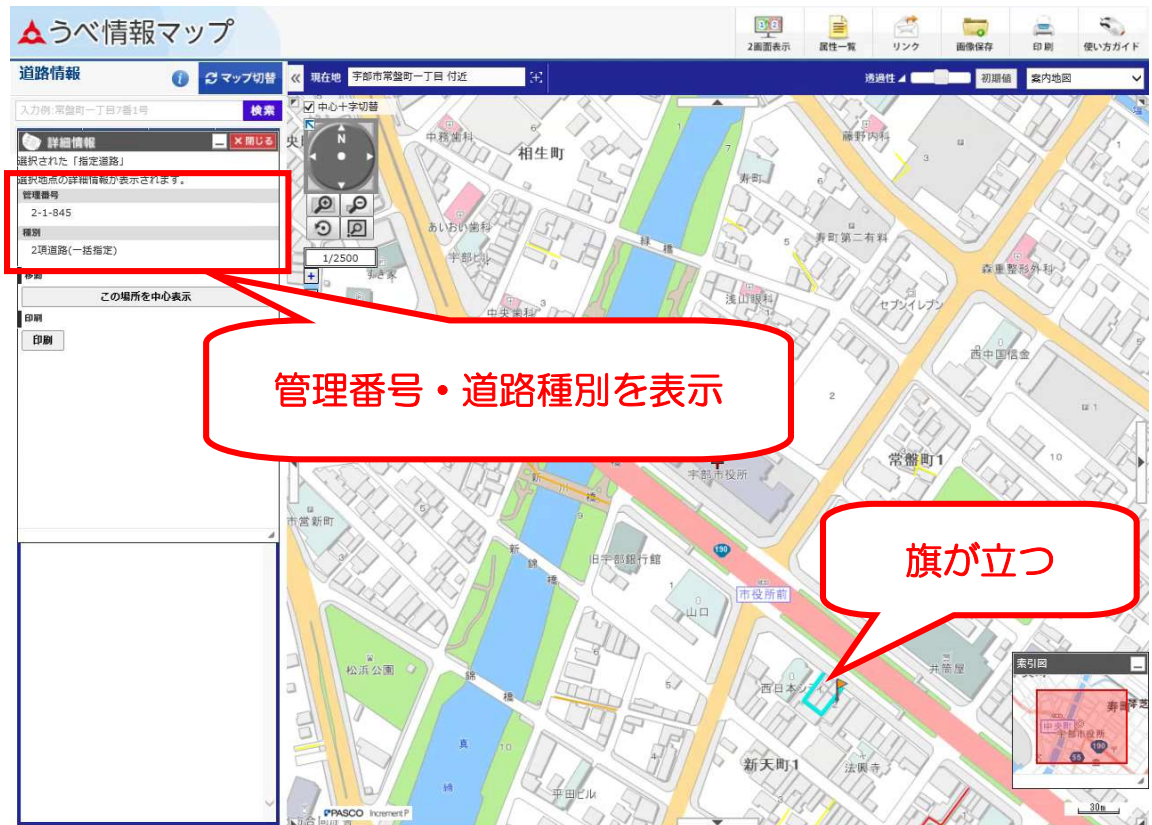 うべ情報マップ
2画面表示
属性一覧
リンク
画像保存
印刷
使い方ガイド
道路情報
マップ切替
現在地
宇部市常盤町一丁目 付近
透過性
初期値
案内地図
入力例:常盤町一丁目7番1号
検索
中心十字切替
詳細情報
×閉じる
選択された「指定道路」
選択地点の詳細情報が表示されます。
管理番号
2-1-845
種別
2項道路(一括指定)
移動
この場所を中心表示
印刷
印刷
N
1/2500
管理番号・道路種別を表示
旗が立つ
中務歯科
相生町
寿町
藤野内科
あいおい歯科
宇部ビル
すき家
緑橋
寿町第二有料
森重整形外科
中央歯科
浅山眼科
セブンイレブン
西中国信金
常盤町1
宇部市役所
新川橋
市営新町
新錦橋
旧宇部銀行館
190
市役所前
山口
松浜公園
錦橋
西日本シティ
井筒屋
真締
新天町1
法興寺
平田ビル
索引図
寿町
琴芝
中央町
宇部市役所
190
55
30m
PASCO Increment P